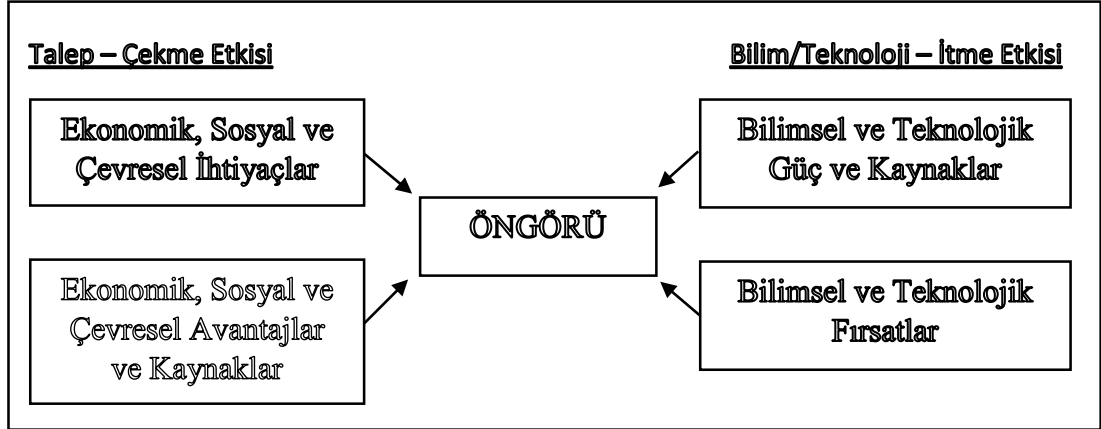 Talep – Çekme Etkisi
Bilim/Teknoloji – İtme Etkisi
Ekonomik, Sosyal ve
Çevresel İhtiyaçlar
Bilimsel ve Teknolojik
Güç ve Kaynaklar
ÖNGÖRÜ
Ekonomik, Sosyal ve
Çevresel Avantajlar
ve Kaynaklar
Bilimsel ve Teknolojik
Fırsatlar